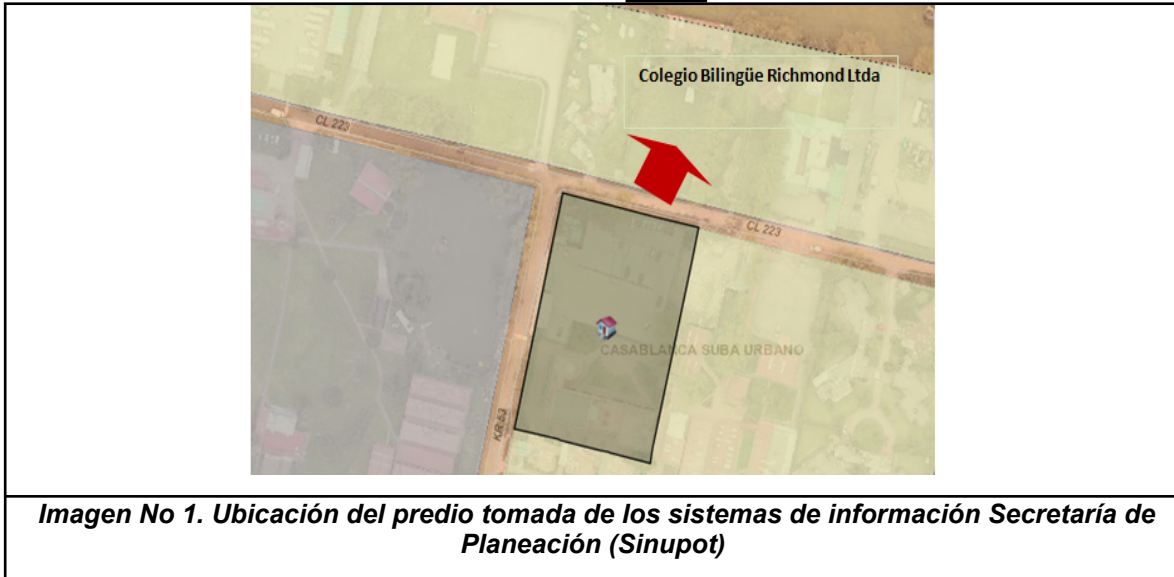 Colegio Bilingüe Richmond Ltda
CL 223
CL 223
CASABLANCA SUBA URBANO
KR 53
Imagen No 1. Ubicación del predio tomada de los sistemas de información Secretaría de
Planeación (Sinupot)